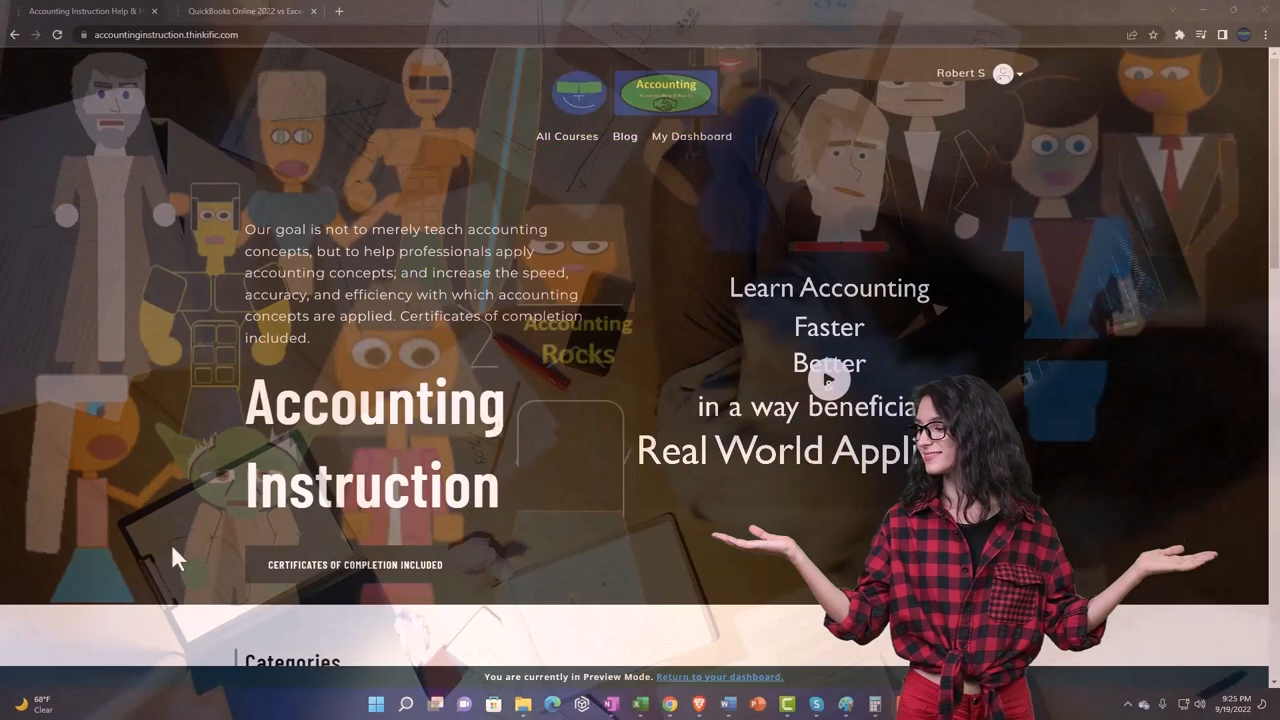 Accounting Instruction Help & H
QuickBooks Online 2022 vs Exce
accountinginstruction.thinkific.com
Robert S
Accounting
All Courses
Blog
My Dashboard
Our goal is not to merely teach accounting
concepts, but to help professionals apply
accounting concepts; and increase the speed,
accuracy, and efficiency with which accounting
concepts are applied. Certificates of completion
included.
Accounting
Rocks
Learn Accounting
Faster
Better
&
in a way beneficia
Real World Appli
Accounting
Instruction
CERTIFICATES OF COMPLETION INCLUDED
Categories
You are currently in Preview Mode. Return to your dashboard.
68°F
Clear
9:25 PM
9/19/2022